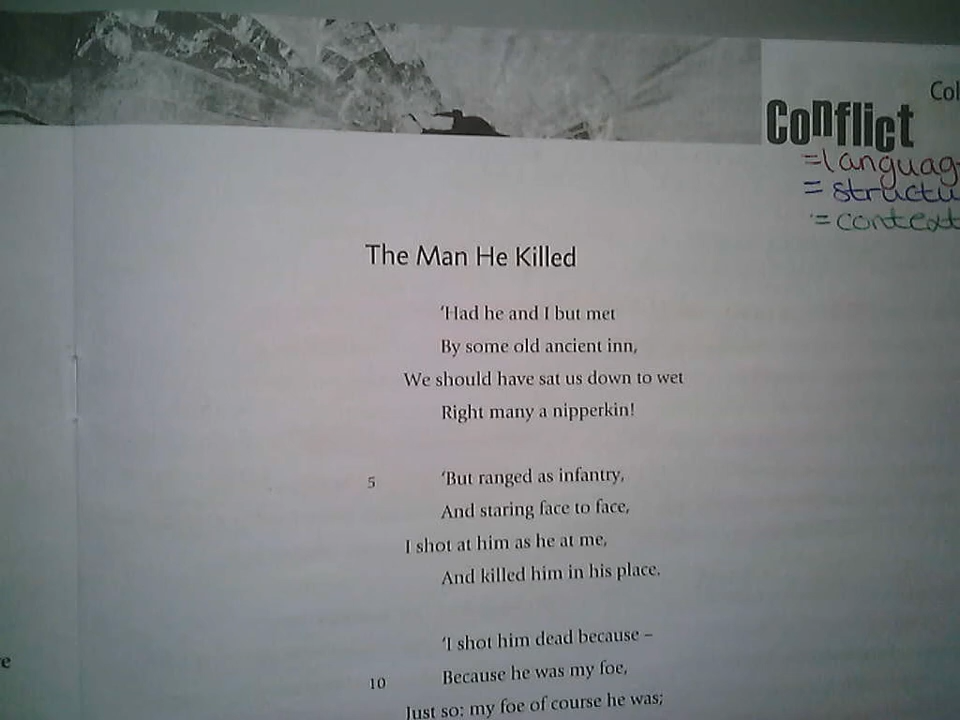 Conflict
=languag
= structu
= context
The Man He Killed
'Had he and I but met
By some old ancient inn,
We should have sat us down to wet
Right many a nipperkin!
5 'But ranged as infantry,
And staring face to face,
I shot at him as he at me,
And killed him in his place.
'I shot him dead because –
10 Because he was my foe,
Just so: my foe of course he was;